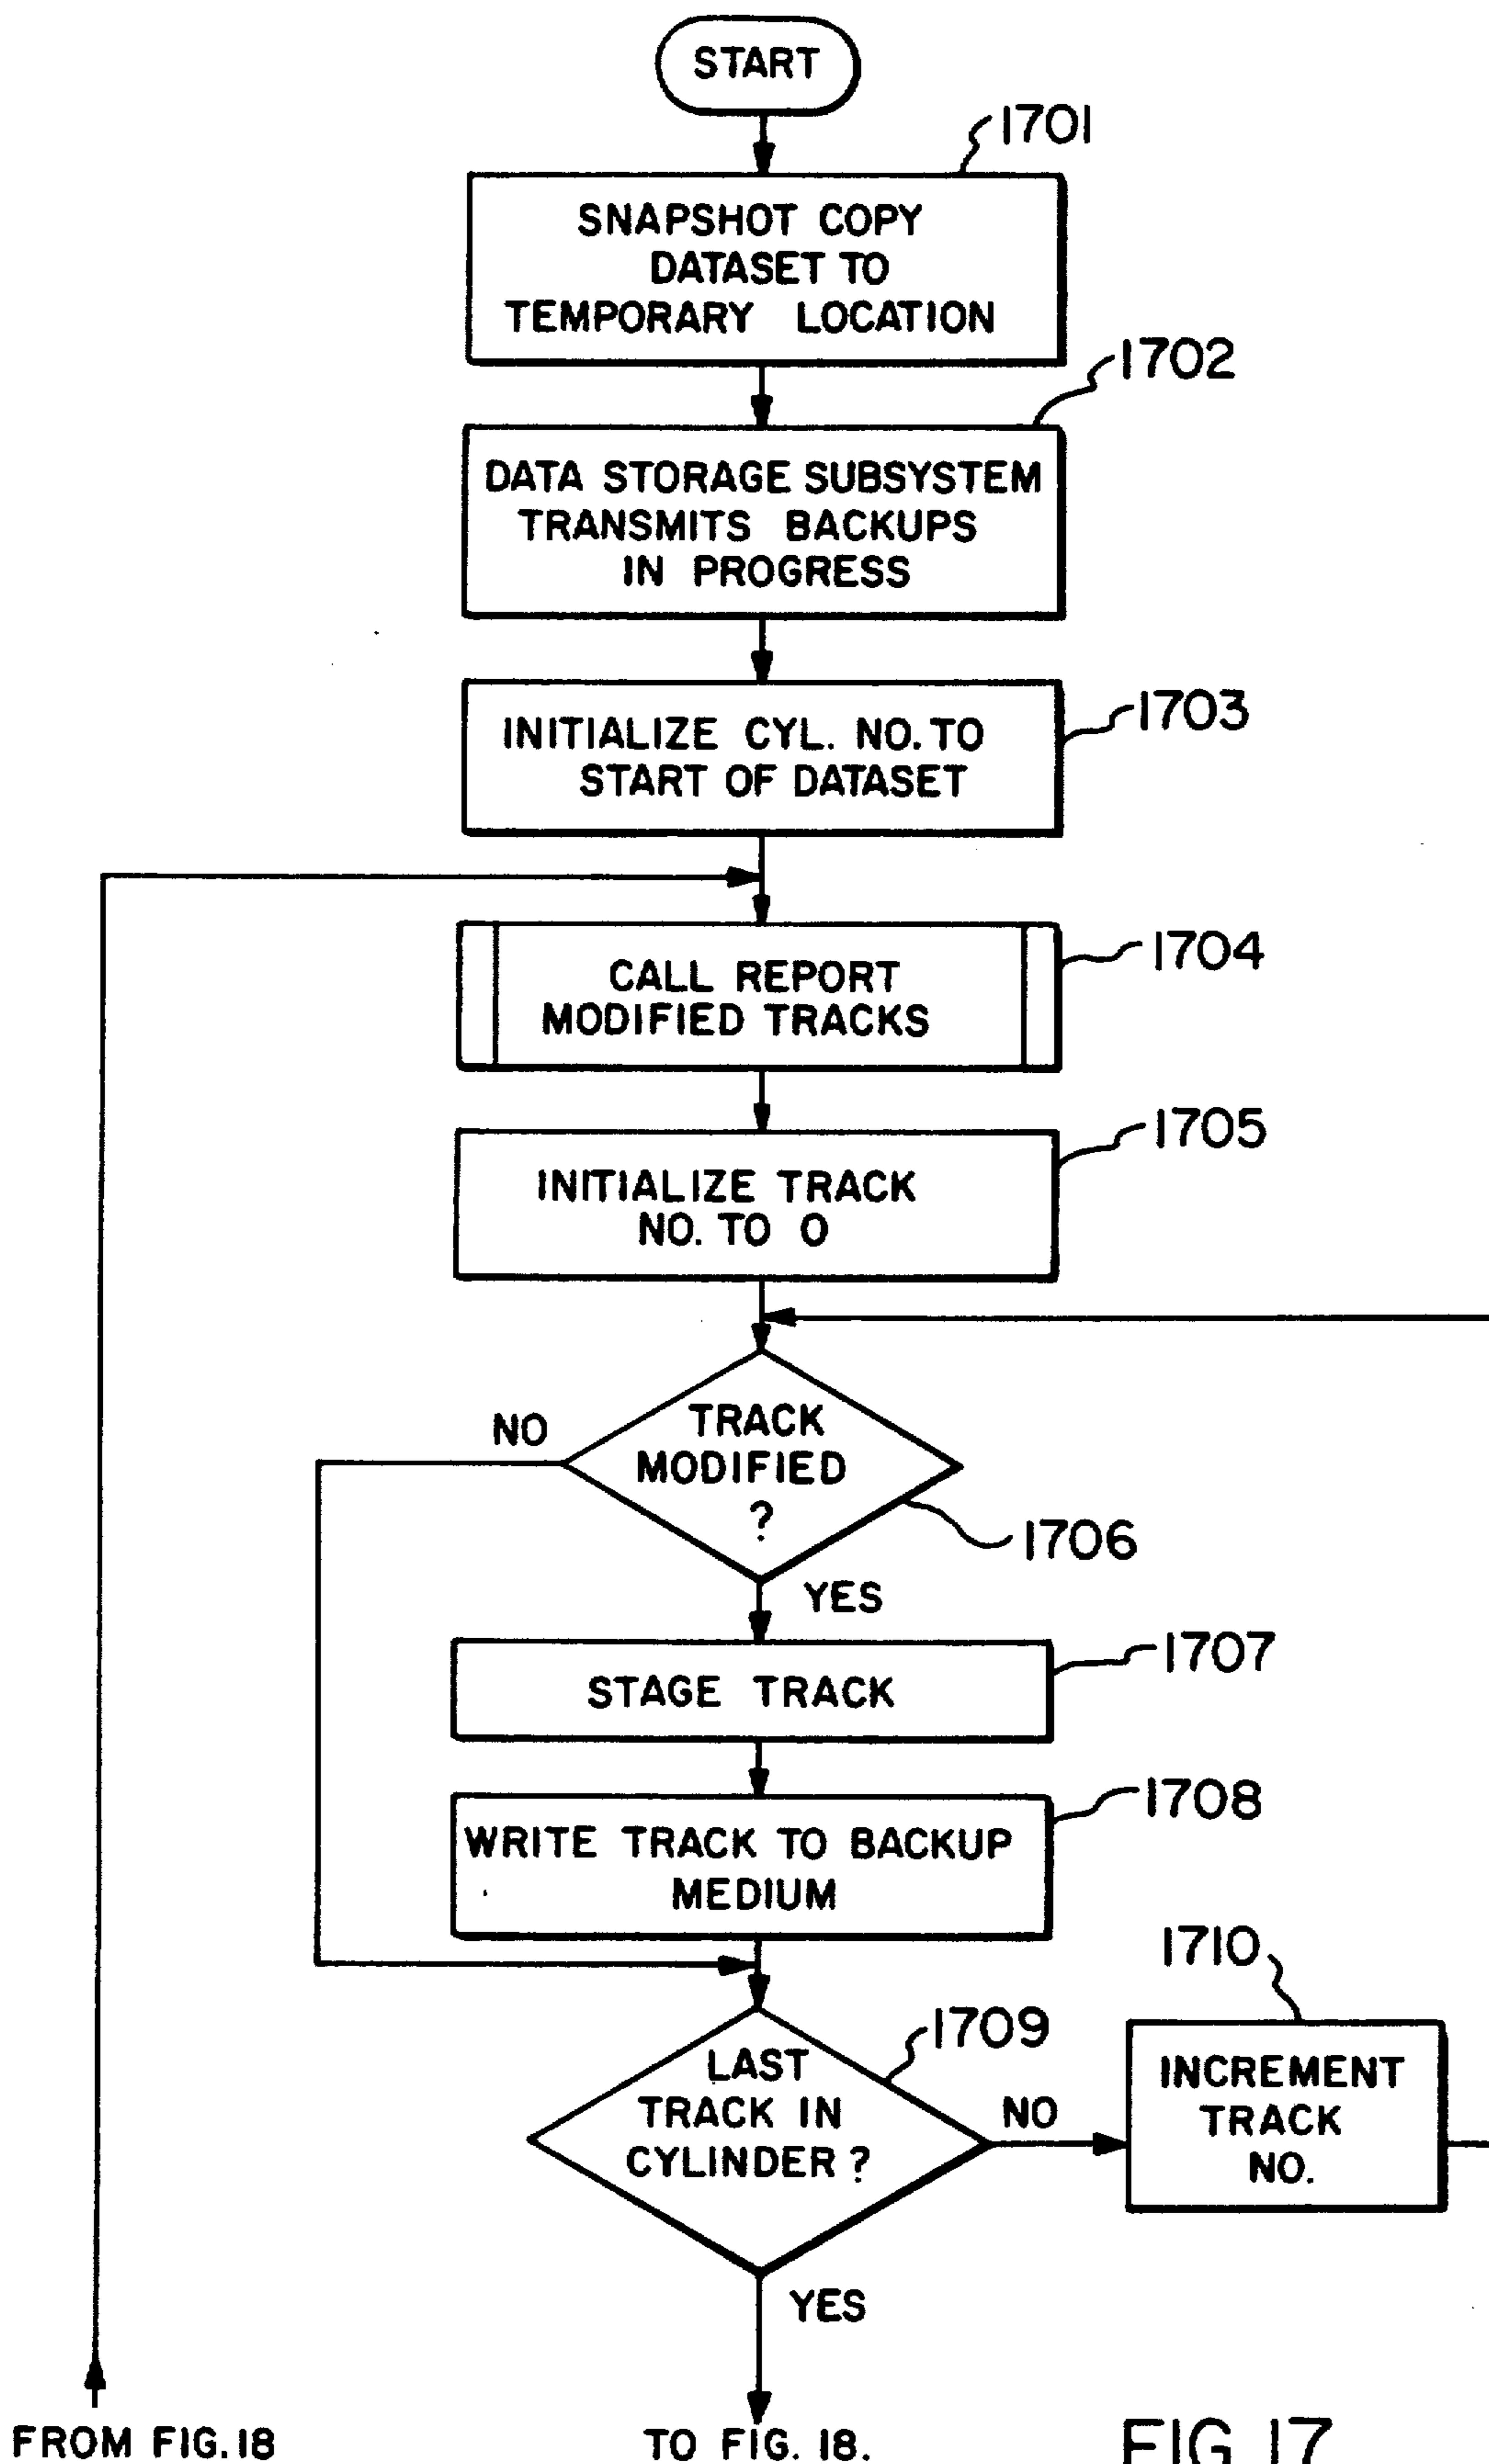 START
1701
SNAPSHOT COPY
DATASET TO
TEMPORARY LOCATION
1702
DATA STORAGE SUBSYSTEM
TRANSMITS BACKUPS
IN PROGRESS
1703
INITIALIZE CYL. NO. TO
START OF DATASET
1704
CALL REPORT
MODIFIED TRACKS
1705
INITIALIZE TRACK
NO. TO 0
NO
TRACK
MODIFIED
?
1706
YES
1707
STAGE TRACK
1708
WRITE TRACK TO BACKUP
MEDIUM
1709
LAST
TRACK IN
CYLINDER ?
NO
1710
INCREMENT
TRACK
NO.
YES
FROM FIG. 18
TO FIG. 18.
FIG. 17